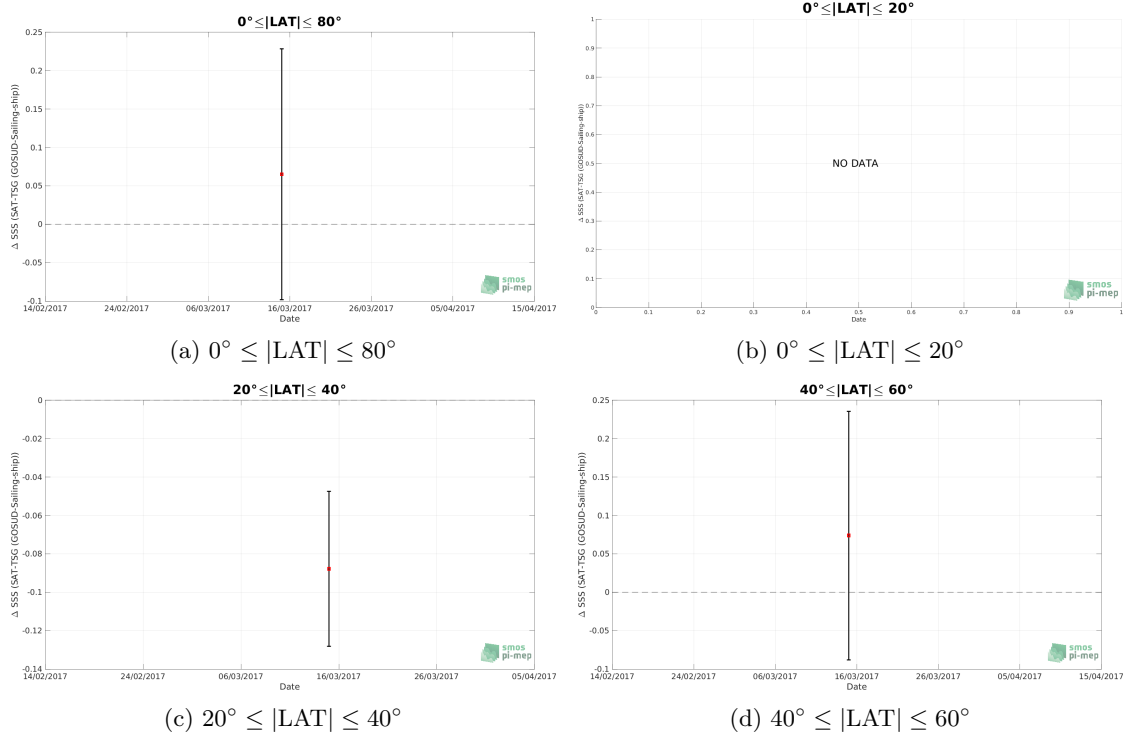 0°≤|LAT|≤ 80°
Δ SSS (SAT-TSG (GOSUD-Sailing-ship))
0.25
0.2
0.15
0.1
0.05
0
-0.05
-0.1
14/02/2017 24/02/2017 06/03/2017 16/03/2017 26/03/2017 05/04/2017 15/04/2017
Date
smos
pi-mep
(a) 0° ≤ |LAT| ≤ 80°
0°≤|LAT|≤ 20°
Δ SSS (SAT-TSG (GOSUD-Sailing-ship))
1
0.9
0.8
0.7
0.6
0.5
0.4
0.3
0.2
0.1
0
NO DATA
0 0.1 0.2 0.3 0.4 0.5 0.6 0.7 0.8 0.9 1
Date
smos
pi-mep
(b) 0° ≤ |LAT| ≤ 20°
20°≤|LAT|≤ 40°
Δ SSS (SAT-TSG (GOSUD-Sailing-ship))
0
-0.02
-0.04
-0.06
-0.08
-0.1
-0.12
-0.14
14/02/2017 24/02/2017 06/03/2017 16/03/2017 26/03/2017 05/04/2017
Date
smos
pi-mep
(c) 20° ≤ |LAT| ≤ 40°
40°≤|LAT|≤ 60°
Δ SSS (SAT-TSG (GOSUD-Sailing-ship))
0.25
0.2
0.15
0.1
0.05
0
-0.05
-0.1
14/02/2017 24/02/2017 06/03/2017 16/03/2017 26/03/2017 05/04/2017 15/04/2017
Date
smos
pi-mep
(d) 40° ≤ |LAT| ≤ 60°